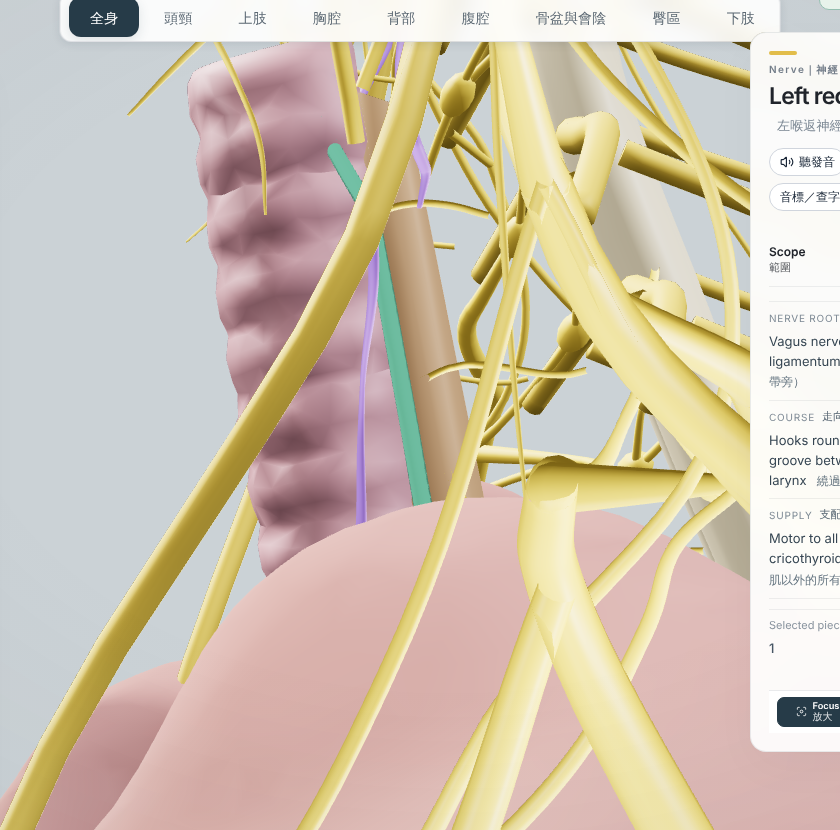 全身 頭頸 上肢 胸腔 背部 腹腔 骨盆與會陰 臀區 下肢
Nerve | 神經
Left rec
左喉返神經
聽發音
音標／查字
Scope
範圍
NERVE ROOT
Vagus nerve
ligamentum
帶旁）
COURSE 走向
Hooks roun
groove betw
larynx 繞過
SUPPLY 支配
Motor to all
cricothyroid
肌以外的所有
Selected piec
1
Focus
放大